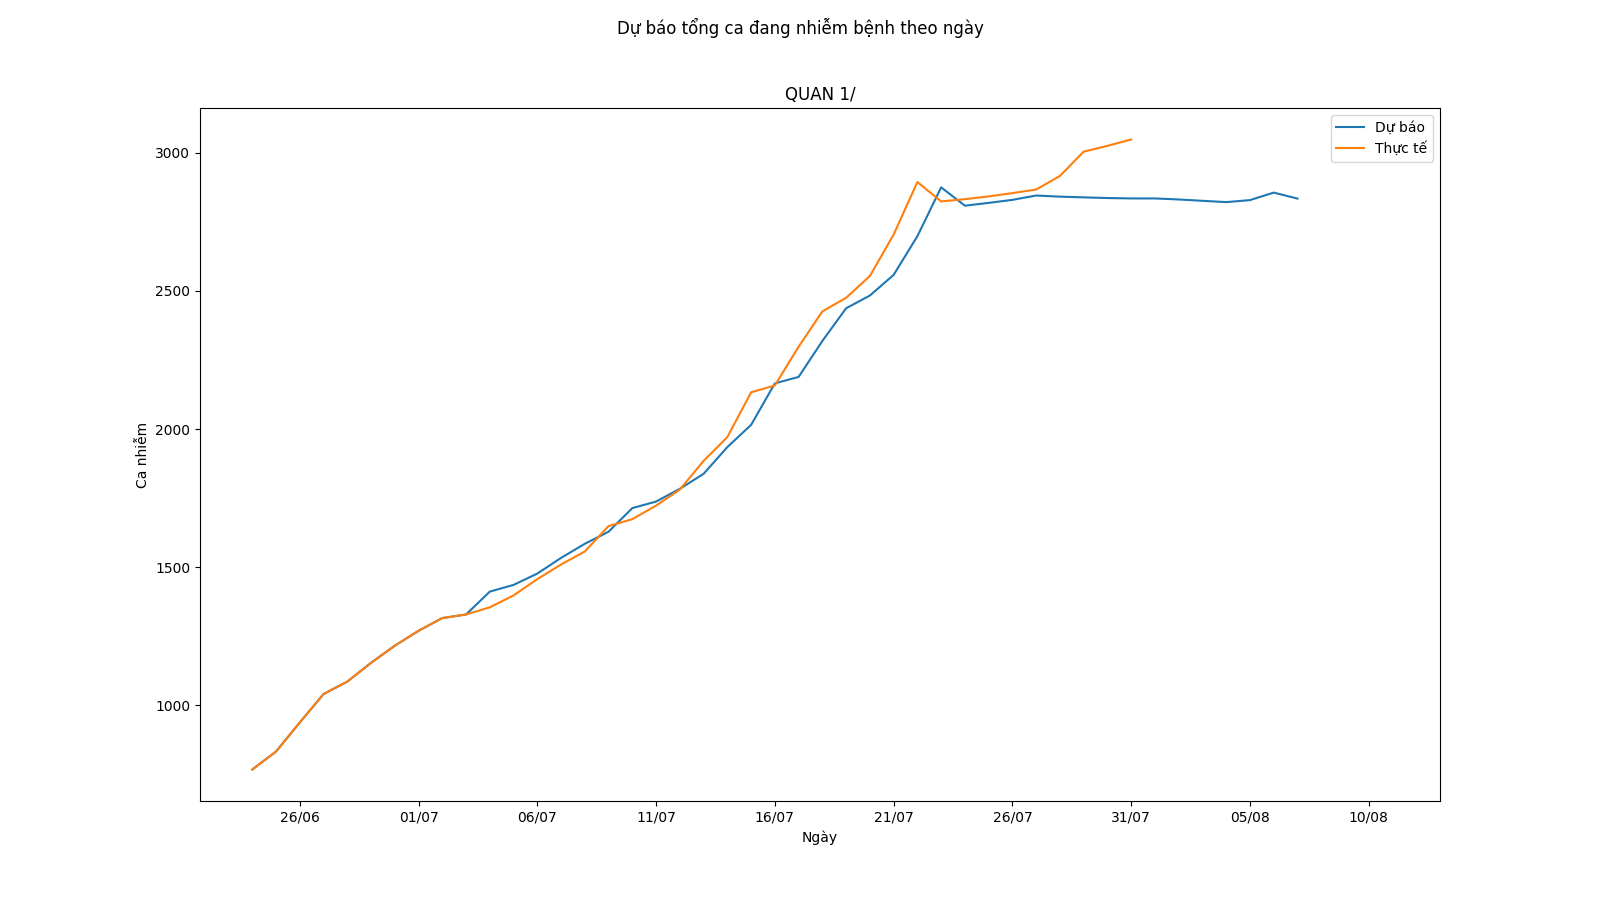 Dự báo tổng ca đang nhiễm bệnh theo ngày
QUAN 1/
Dự báo
Thực tế
3000
2500
2000
1500
1000
Ca nhiễm
26/06 01/07 06/07 11/07 16/07 21/07 26/07 31/07 05/08 10/08
Ngày